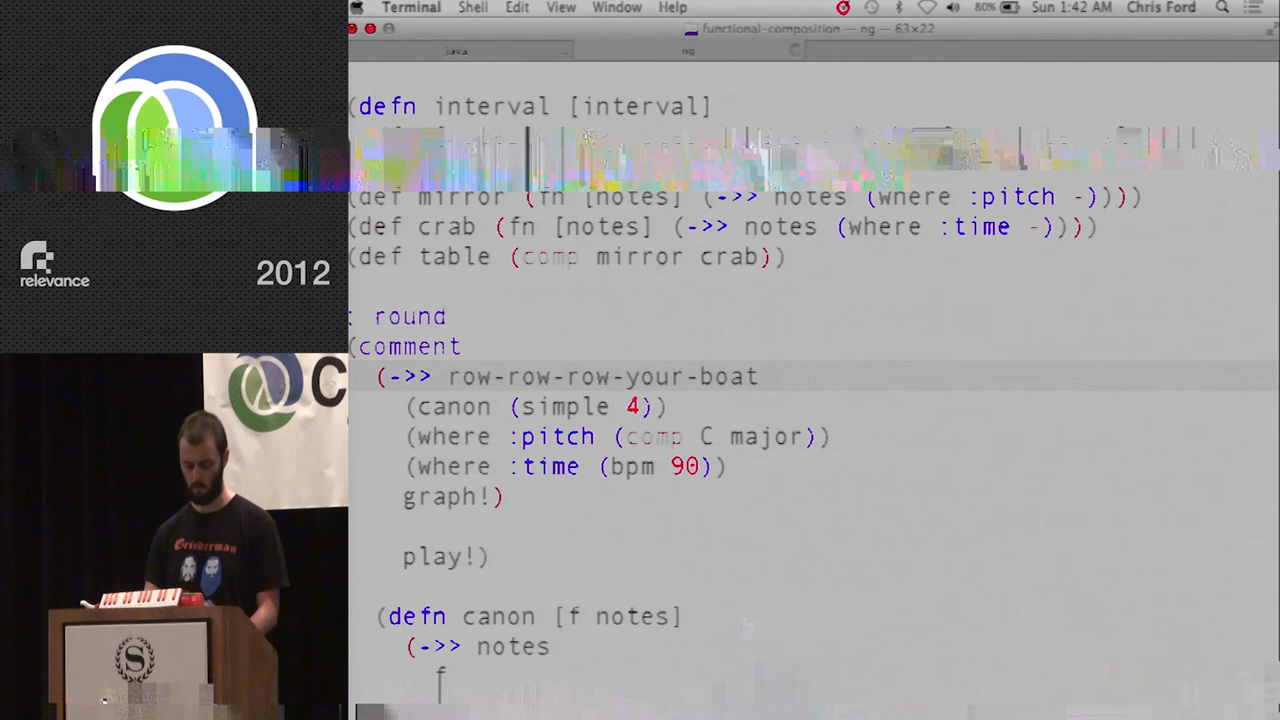 Terminal Shell Edit View Window Help 80% Sun 1:42 AM Chris Ford
functional-composition — ng — 63×22
java
ng
(defn interval [interval]
(def mirror (fn [notes] (->> notes (where :pitch -))))
(def crab (fn [notes] (->> notes (where :time -))))
(def table (comp mirror crab))
; round
(comment
(->> row-row-row-your-boat
(canon (simple 4))
(where :pitch (comp C major))
(where :time (bpm 90))
graph!)
play!)
(defn canon [f notes]
(->> notes
f
relevance
2012
C
Grinderman
S